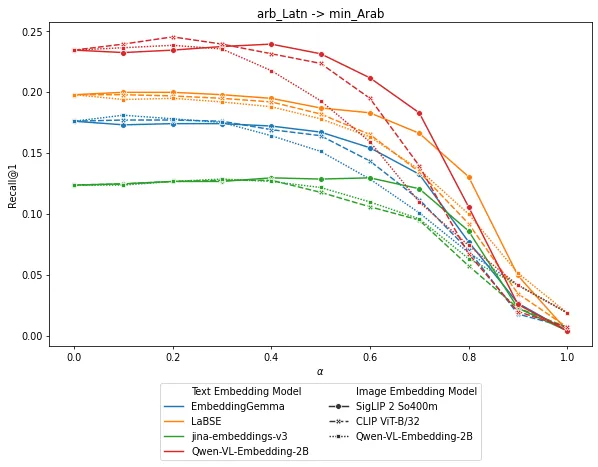 arb_Latn -> min_Arab
Recall@1
0.25
0.20
0.15
0.10
0.05
0.00
0.0 0.2 0.4 0.6 0.8 1.0
α
Text Embedding Model Image Embedding Model
EmbeddingGemma SigLIP 2 So400m
LaBSE CLIP ViT-B/32
jina-embeddings-v3 Qwen-VL-Embedding-2B
Qwen-VL-Embedding-2B